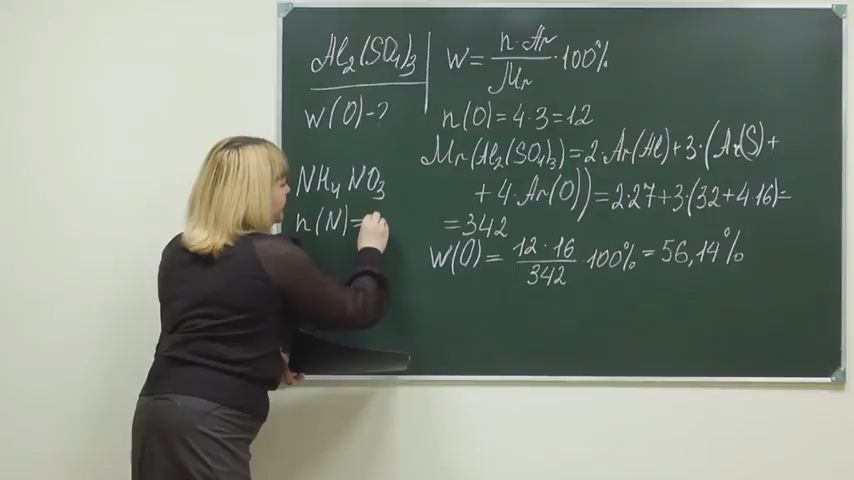 Al₂(SO₄)₃
w(O)-?
w = n·Ar / Mr · 100%
n(O) = 4·3 = 12
Mr(Al₂(SO₄)₃) = 2·Ar(Al) + 3·(Ar(S) +
+ 4·Ar(O)) = 2·27 + 3·(32 + 4·16) =
= 342
w(O) = 12·16 / 342 · 100% = 56,14%
NH₄NO₃
n(N) =